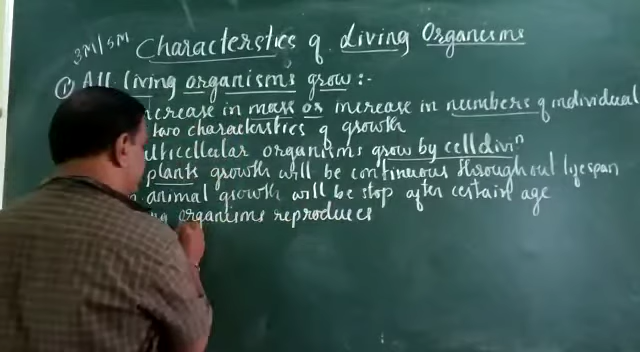 3M/5M
Characterstics of living Organisms
1 All living organisms grow :-
crease in mass or increase in numbers of individual
two characteristics of growth
ulticellular organisms grow by cell divin
plants growth will be continuous throughout lifespan
animal growth will be stop after certain age
organisms reproduces